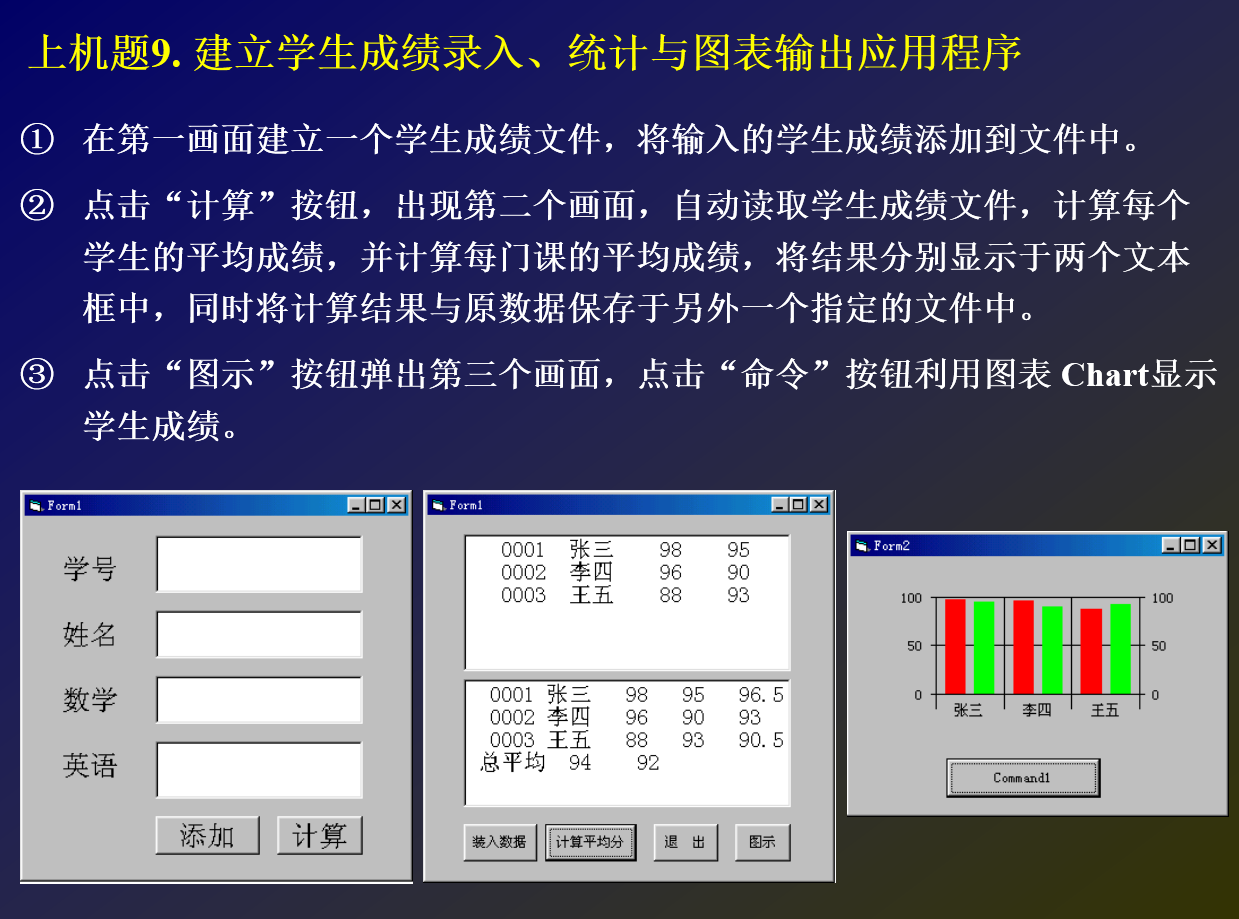 上机题9. 建立学生成绩录入、统计与图表输出应用程序
① 在第一画面建立一个学生成绩文件，将输入的学生成绩添加到文件中。
② 点击“计算”按钮，出现第二个画面，自动读取学生成绩文件，计算每个
学生的平均成绩，并计算每门课的平均成绩，将结果分别显示于两个文本
框中，同时将计算结果与原数据保存于另外一个指定的文件中。
③ 点击“图示”按钮弹出第三个画面，点击“命令”按钮利用图表 Chart显示
学生成绩。
Form1
学号
姓名
数学
英语
添加 计算
Form1
0001 张三 98 95
0002 李四 96 90
0003 王五 88 93
0001 张三 98 95 96.5
0002 李四 96 90 93
0003 王五 88 93 90.5
总平均 94 92
装入数据 计算平均分 退 出 图示
Form2
100 100
50 50
0 0
张三 李四 王五
Command1